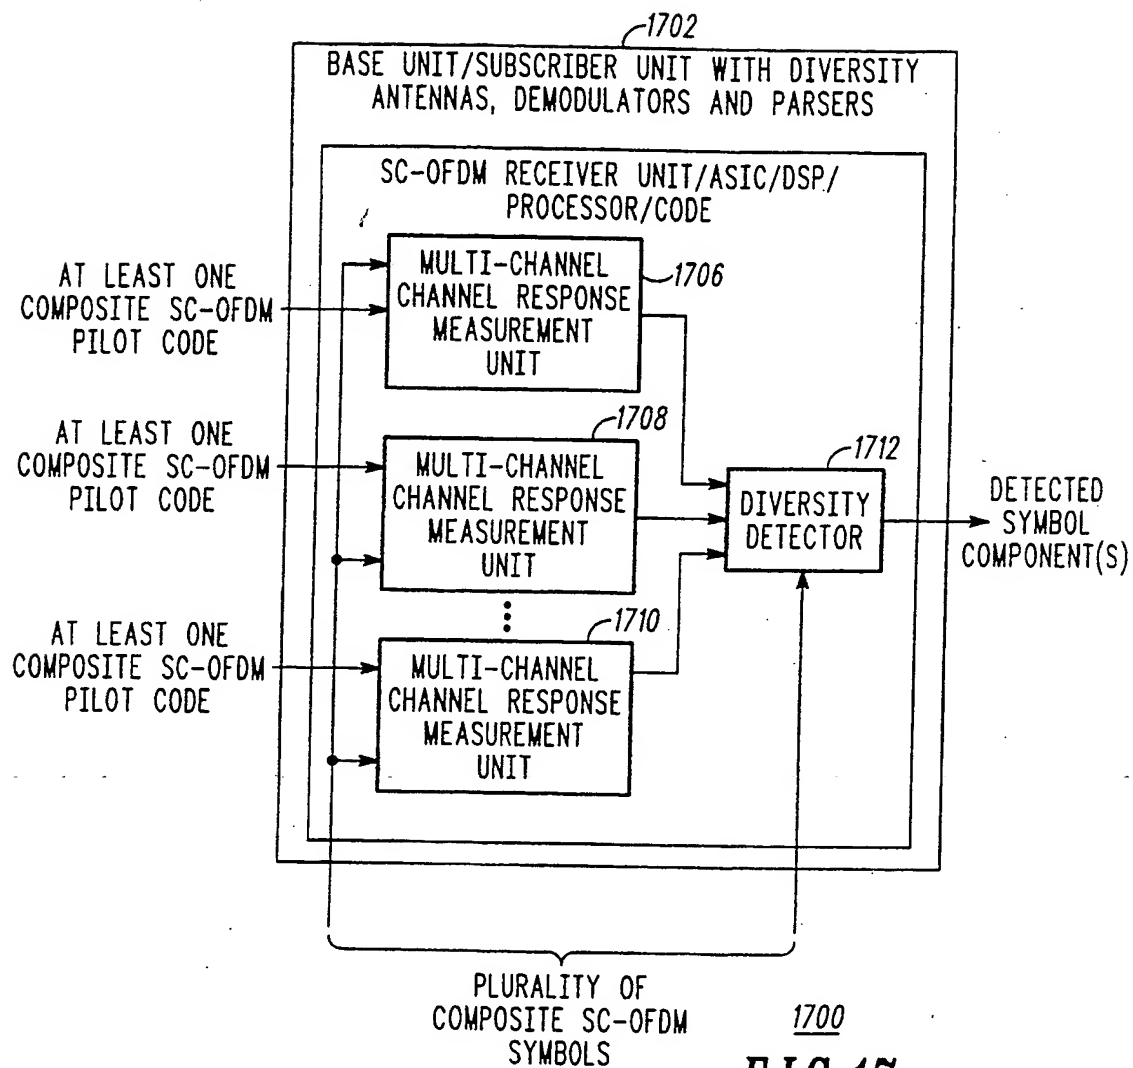 1702
BASE UNIT/SUBSCRIBER UNIT WITH DIVERSITY
ANTENNAS, DEMODULATORS AND PARSERS
SC-OFDM RECEIVER UNIT/ASIC/DSP/
PROCESSOR/CODE
AT LEAST ONE
COMPOSITE SC-OFDM
PILOT CODE
MULTI-CHANNEL
CHANNEL RESPONSE
MEASUREMENT
UNIT
1706
AT LEAST ONE
COMPOSITE SC-OFDM
PILOT CODE
1708
MULTI-CHANNEL
CHANNEL RESPONSE
MEASUREMENT
UNIT
1712
DIVERSITY
DETECTOR
DETECTED
SYMBOL
COMPONENT(S)
AT LEAST ONE
COMPOSITE SC-OFDM
PILOT CODE
1710
MULTI-CHANNEL
CHANNEL RESPONSE
MEASUREMENT
UNIT
PLURALITY OF
COMPOSITE SC-OFDM
SYMBOLS
1700